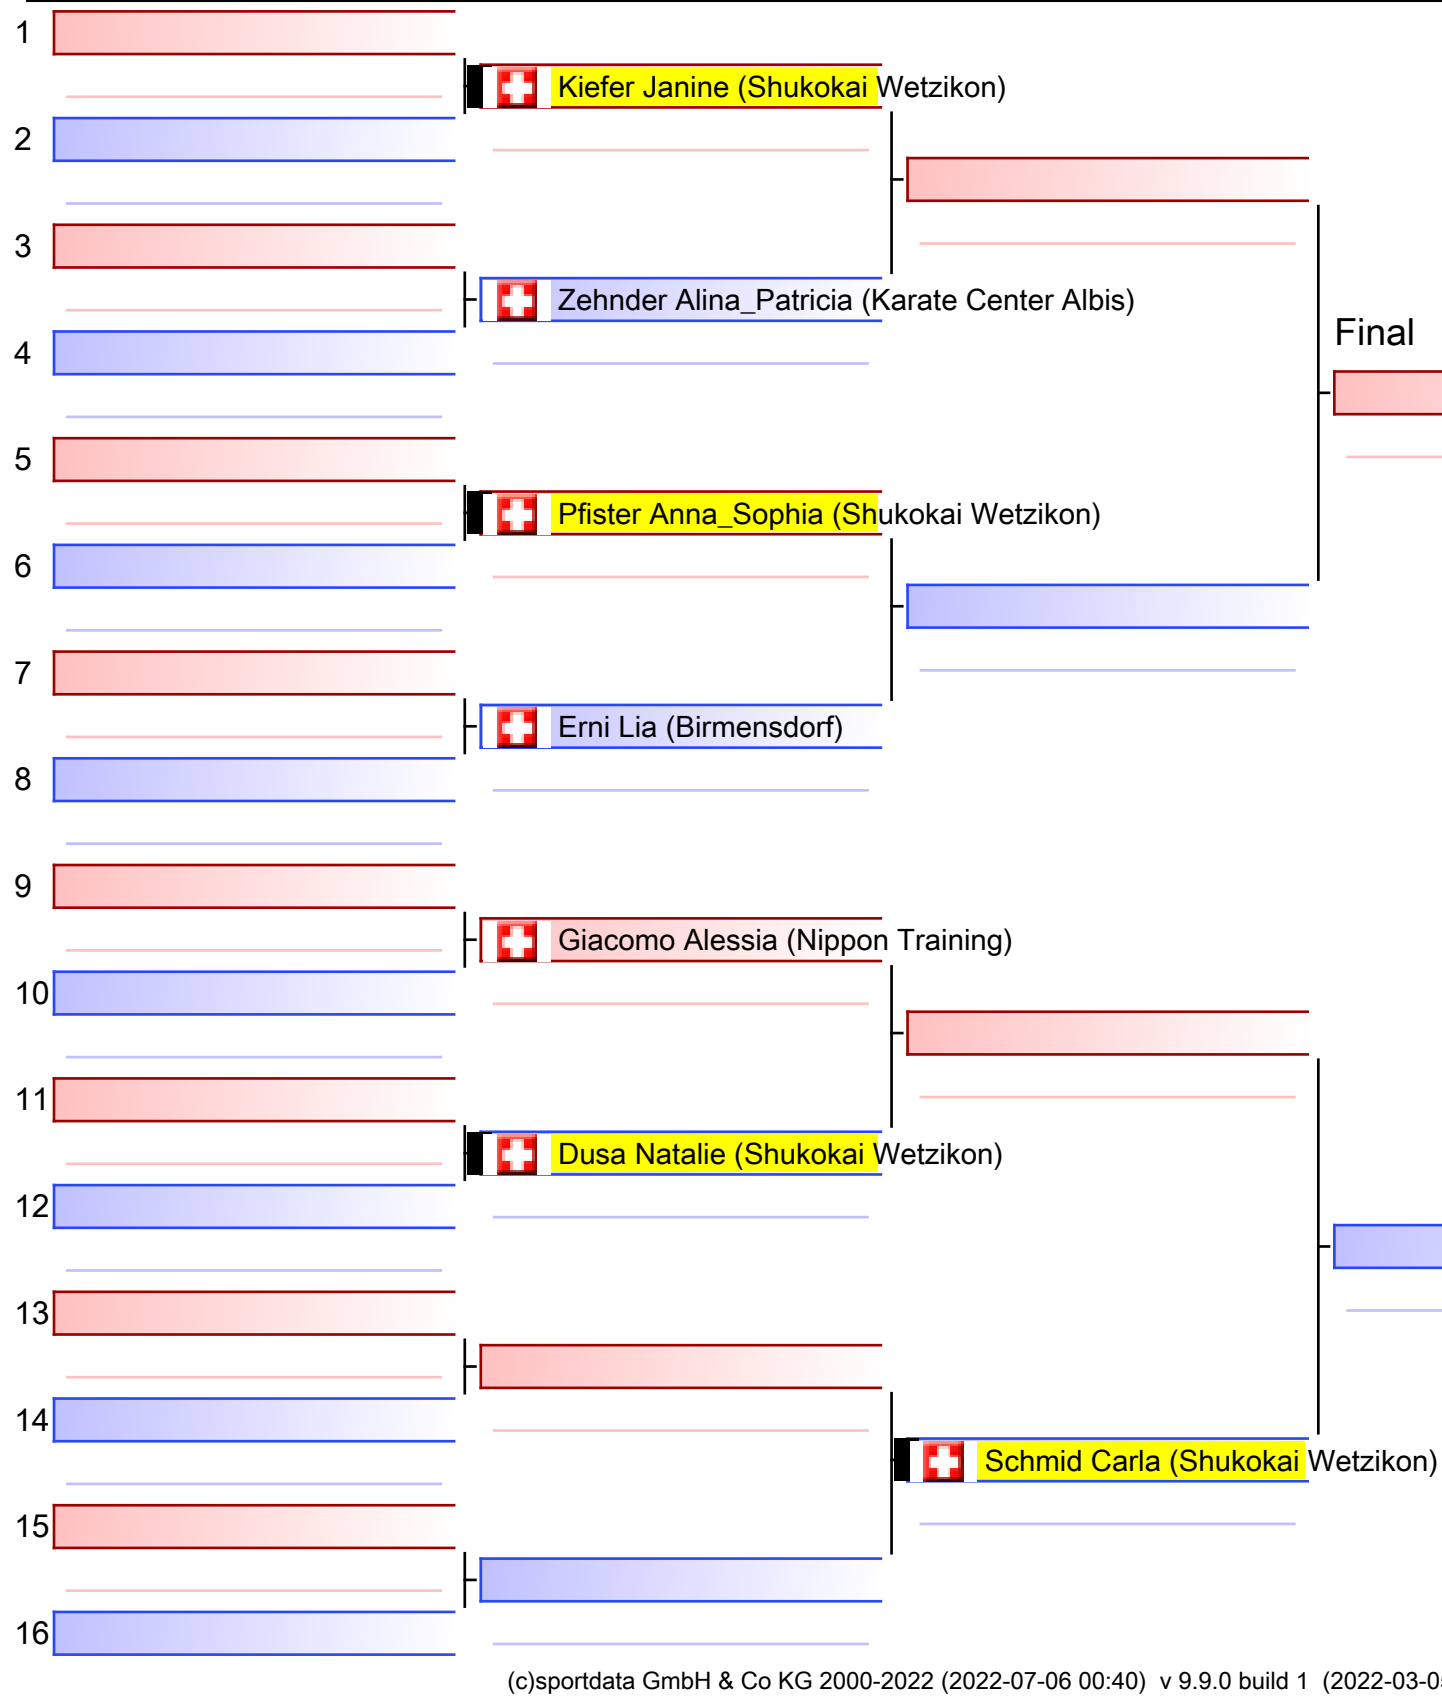 1
Kiefer Janine (Shukokai Wetzikon)
2
3
Zehnder Alina_Patricia (Karate Center Albis)
Final
4
5
Pfister Anna_Sophia (Shukokai Wetzikon)
6
7
Erni Lia (Birmensdorf)
8
9
Giacomo Alessia (Nippon Training)
10
11
Dusa Natalie (Shukokai Wetzikon)
12
13
14
Schmid Carla (Shukokai Wetzikon)
15
16
(c)sportdata GmbH & Co KG 2000-2022 (2022-07-06 00:40) v 9.9.0 build 1 (2022-03-0